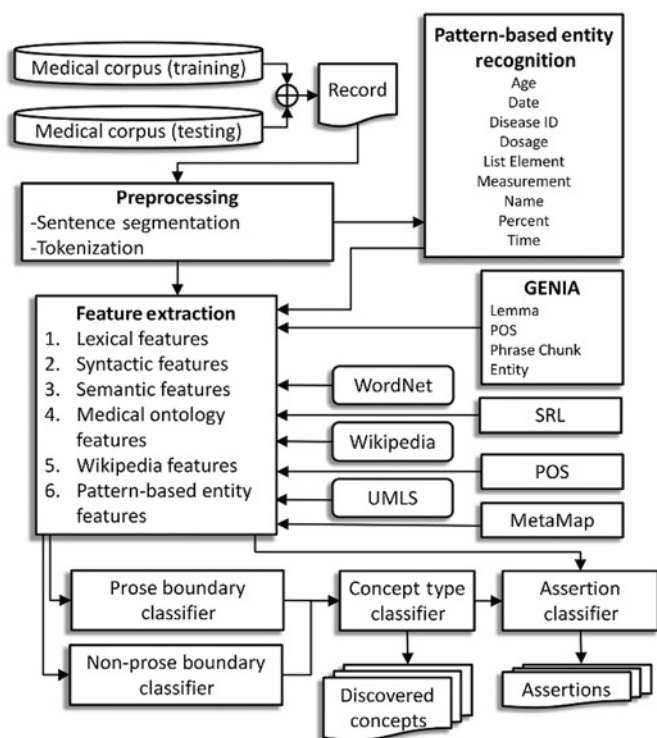 Medical corpus (training)
Medical corpus (testing)
Record
Pattern-based entity
recognition
Age
Date
Disease ID
Dosage
List Element
Measurement
Name
Percent
Time
Preprocessing
-Sentence segmentation
-Tokenization
Feature extraction
1. Lexical features
2. Syntactic features
3. Semantic features
4. Medical ontology
features
5. Wikipedia features
6. Pattern-based entity
features
GENIA
Lemma
POS
Phrase Chunk
Entity
WordNet
SRL
Wikipedia
POS
UMLS
MetaMap
Prose boundary
classifier
Non-prose boundary
classifier
Concept type
classifier
Assertion
classifier
Discovered
concepts
Assertions